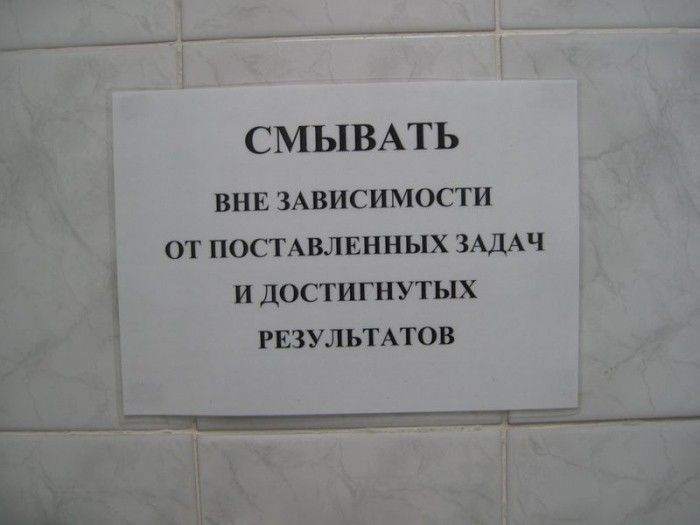 СМЫВАТЬ
ВНЕ ЗАВИСИМОСТИ
ОТ ПОСТАВЛЕННЫХ ЗАДАЧ
И ДОСТИГНУТЫХ
РЕЗУЛЬТАТОВ